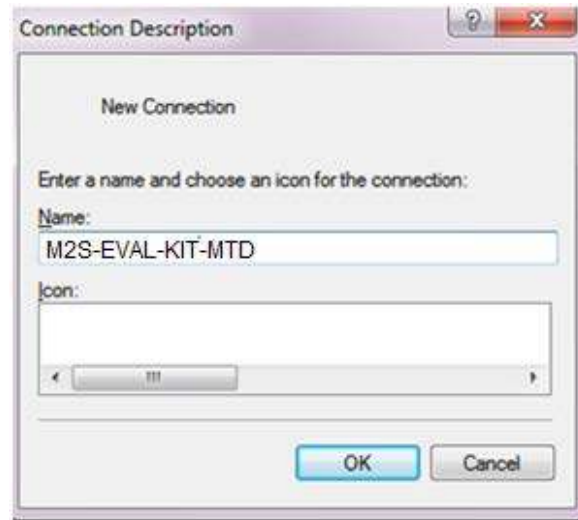 Connection Description
New Connection
Enter a name and choose an icon for the connection:
Name:
M2S-EVAL-KIT-MTD
Icon:
OK
Cancel